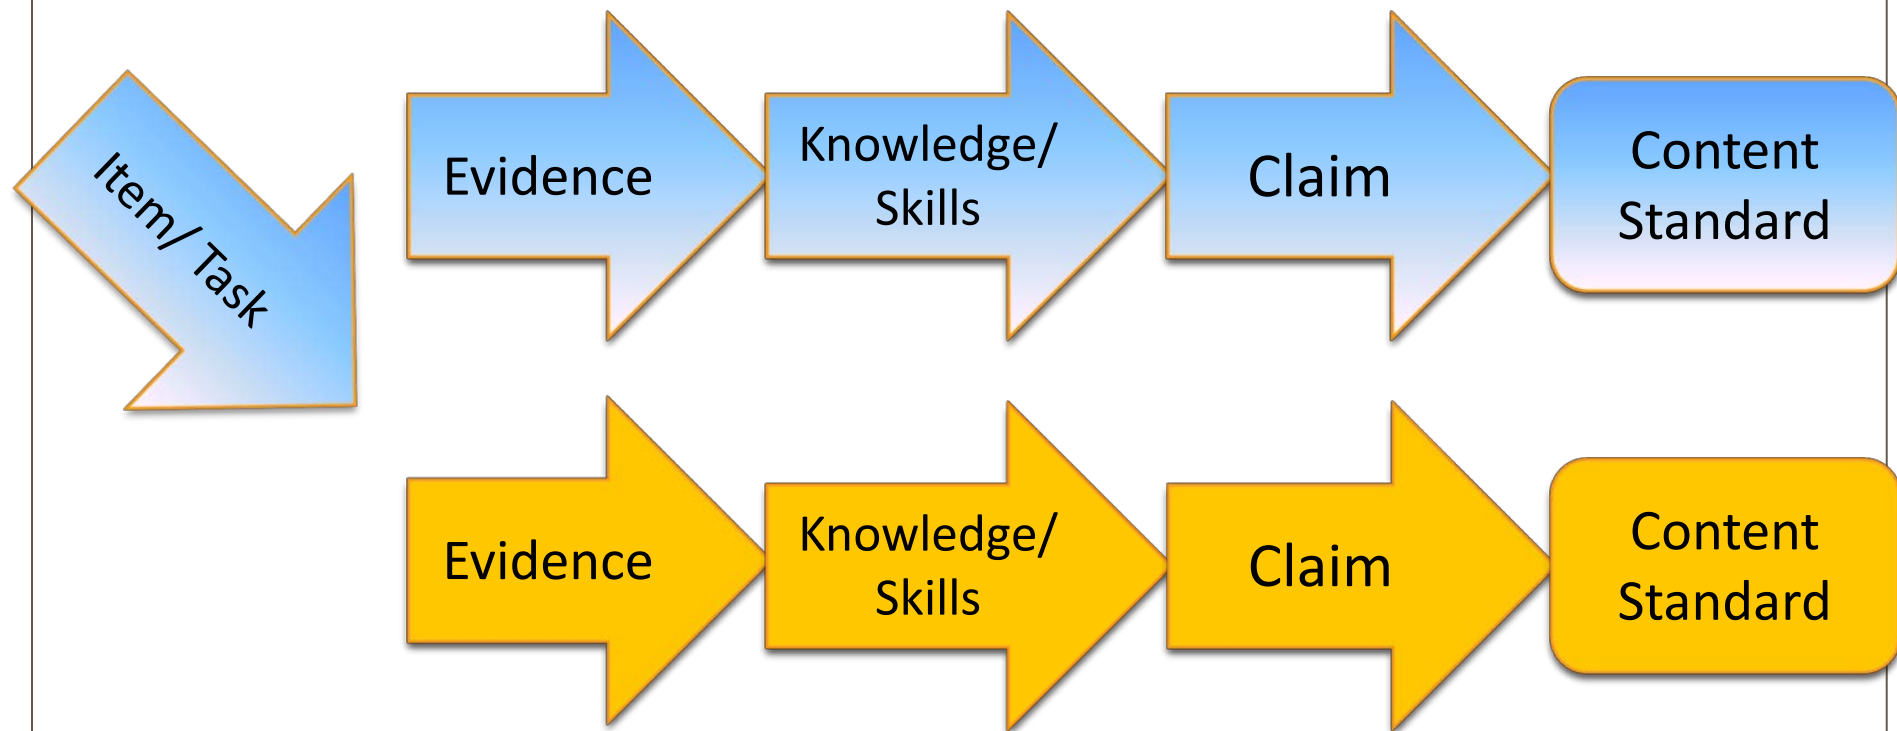 Item/ Task
Evidence
Knowledge/
Skills
Claim
Content
Standard
Evidence
Knowledge/
Skills
Claim
Content
Standard